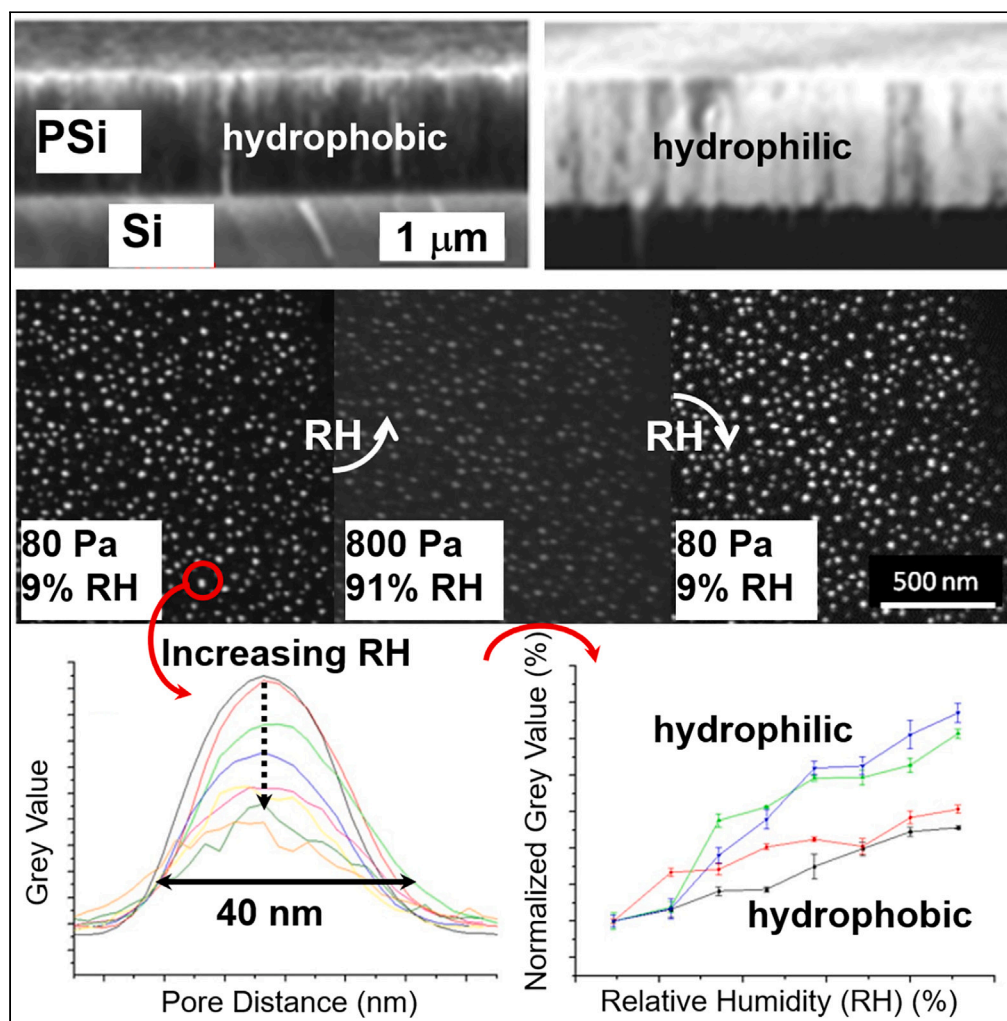 PSi
hydrophobic
Si
1 μm
hydrophilic
RH
RH
80 Pa
9% RH
800 Pa
91% RH
80 Pa
9% RH
500 nm
Increasing RH
Grey Value
40 nm
Pore Distance (nm)
Normalized Grey Value (%)
hydrophilic
hydrophobic
Relative Humidity (RH) (%)